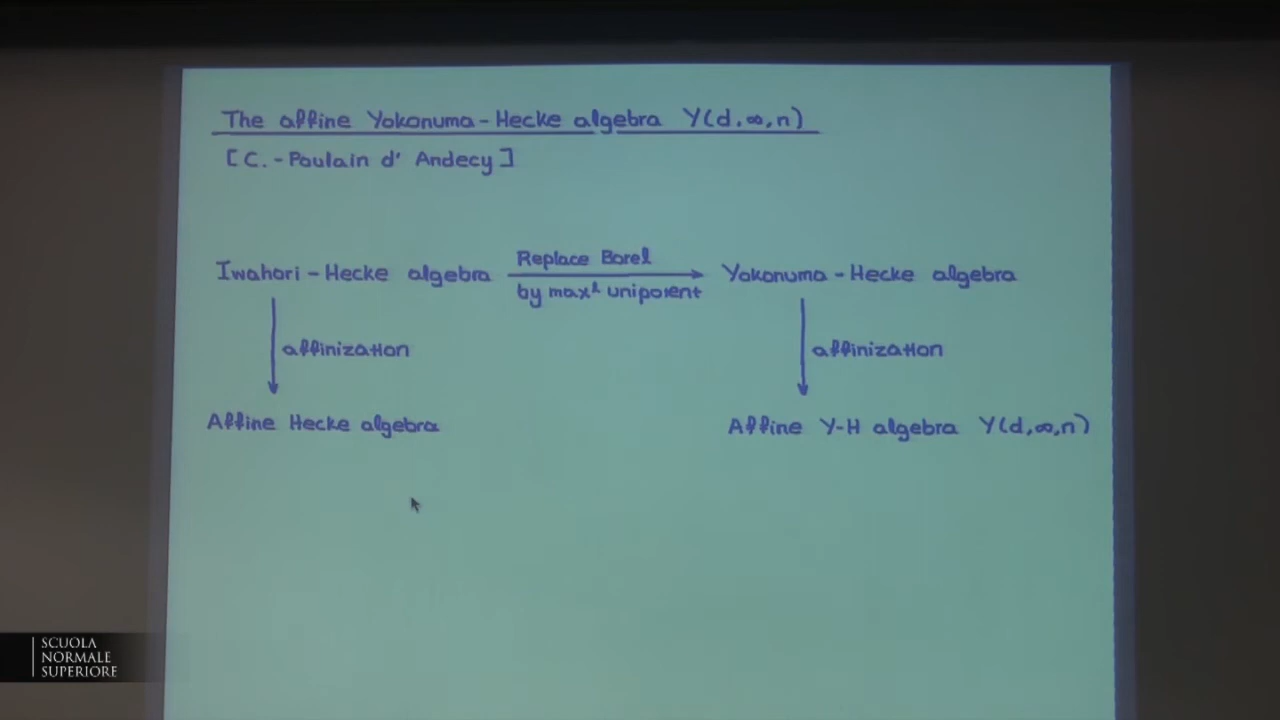 The affine Yokonuma-Hecke algebra Y(d,∞,n)
[C.-Poulain d'Andecy]
Replace Borel
Iwahori-Hecke algebra
Yokonuma-Hecke algebra
by maxˡ unipotent
affinization
affinization
Affine Hecke algebra
Affine Y-H algebra Y(d,∞,n)
SCUOLA
NORMALE
SUPERIORE